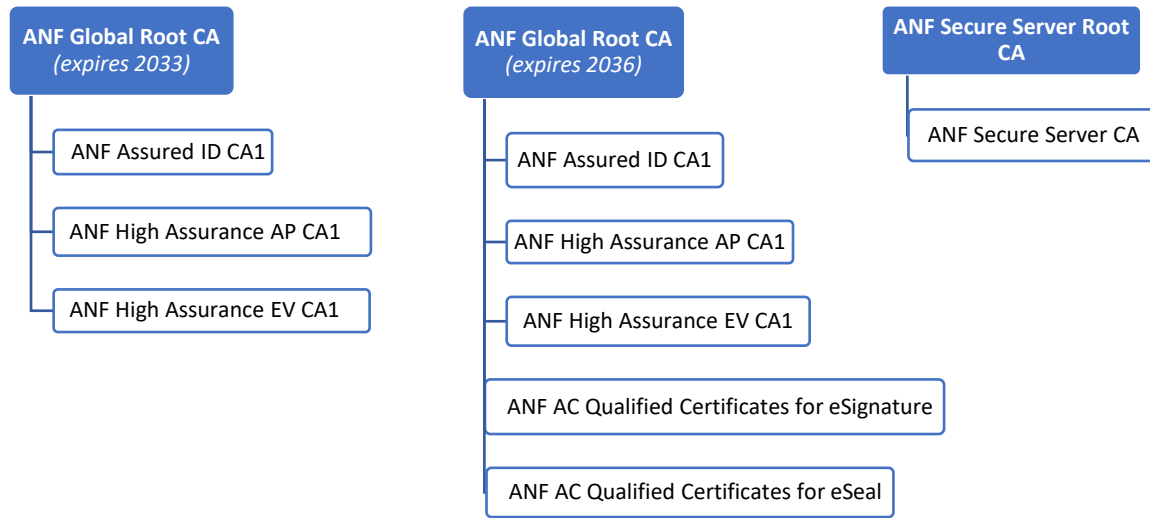 ANF Global Root CA
(expires 2033)
ANF Assured ID CA1
ANF High Assurance AP CA1
ANF High Assurance EV CA1
ANF Global Root CA
(expires 2036)
ANF Assured ID CA1
ANF High Assurance AP CA1
ANF High Assurance EV CA1
ANF AC Qualified Certificates for eSignature
ANF AC Qualified Certificates for eSeal
ANF Secure Server Root
CA
ANF Secure Server CA